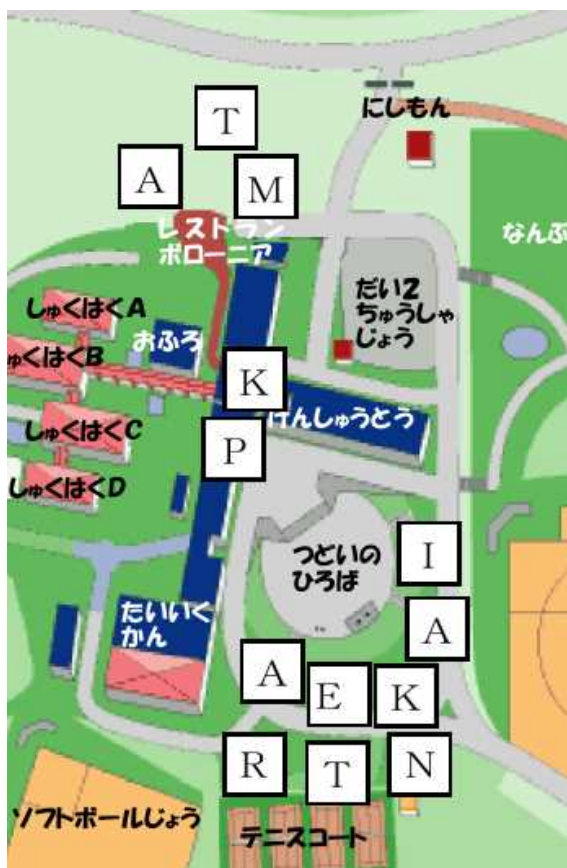 T
にしもん
A
M
レストラン
ボローニア
なんぶ
だい2
ちゅうしゃ
じょう
しゅくはくA
おふろ
ゅくはくB
K
けんしゅうとう
しゅくはくC
P
しゅくはくD
つどいの
ひろば
I
たいいく
かん
A
A
E
K
R
T
N
ソフトボールじょう
テニスコート